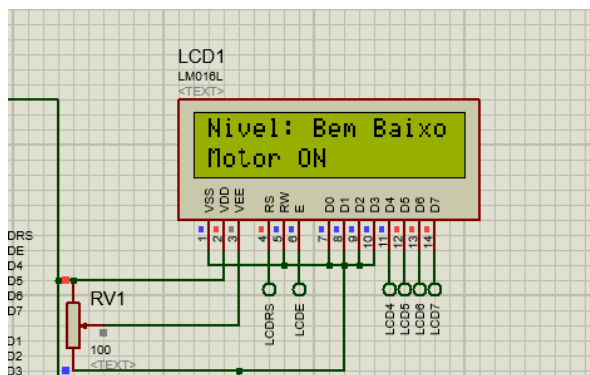 LCD1
LM016L
<TEXT>
Nivel: Bem Baixo
Motor ON
VSS VDD VEE RS RW E D0 D1 D2 D3 D4 D5 D6 D7
1 2 3 4 5 6 7 8 9 10 11 12 13 14
LCDRS LCDE LCD4 LCD5 LCD6 LCD7
DRS
DE
D4
D5
D6
D7
D1
D2
D3
RV1
100
<TEXT>